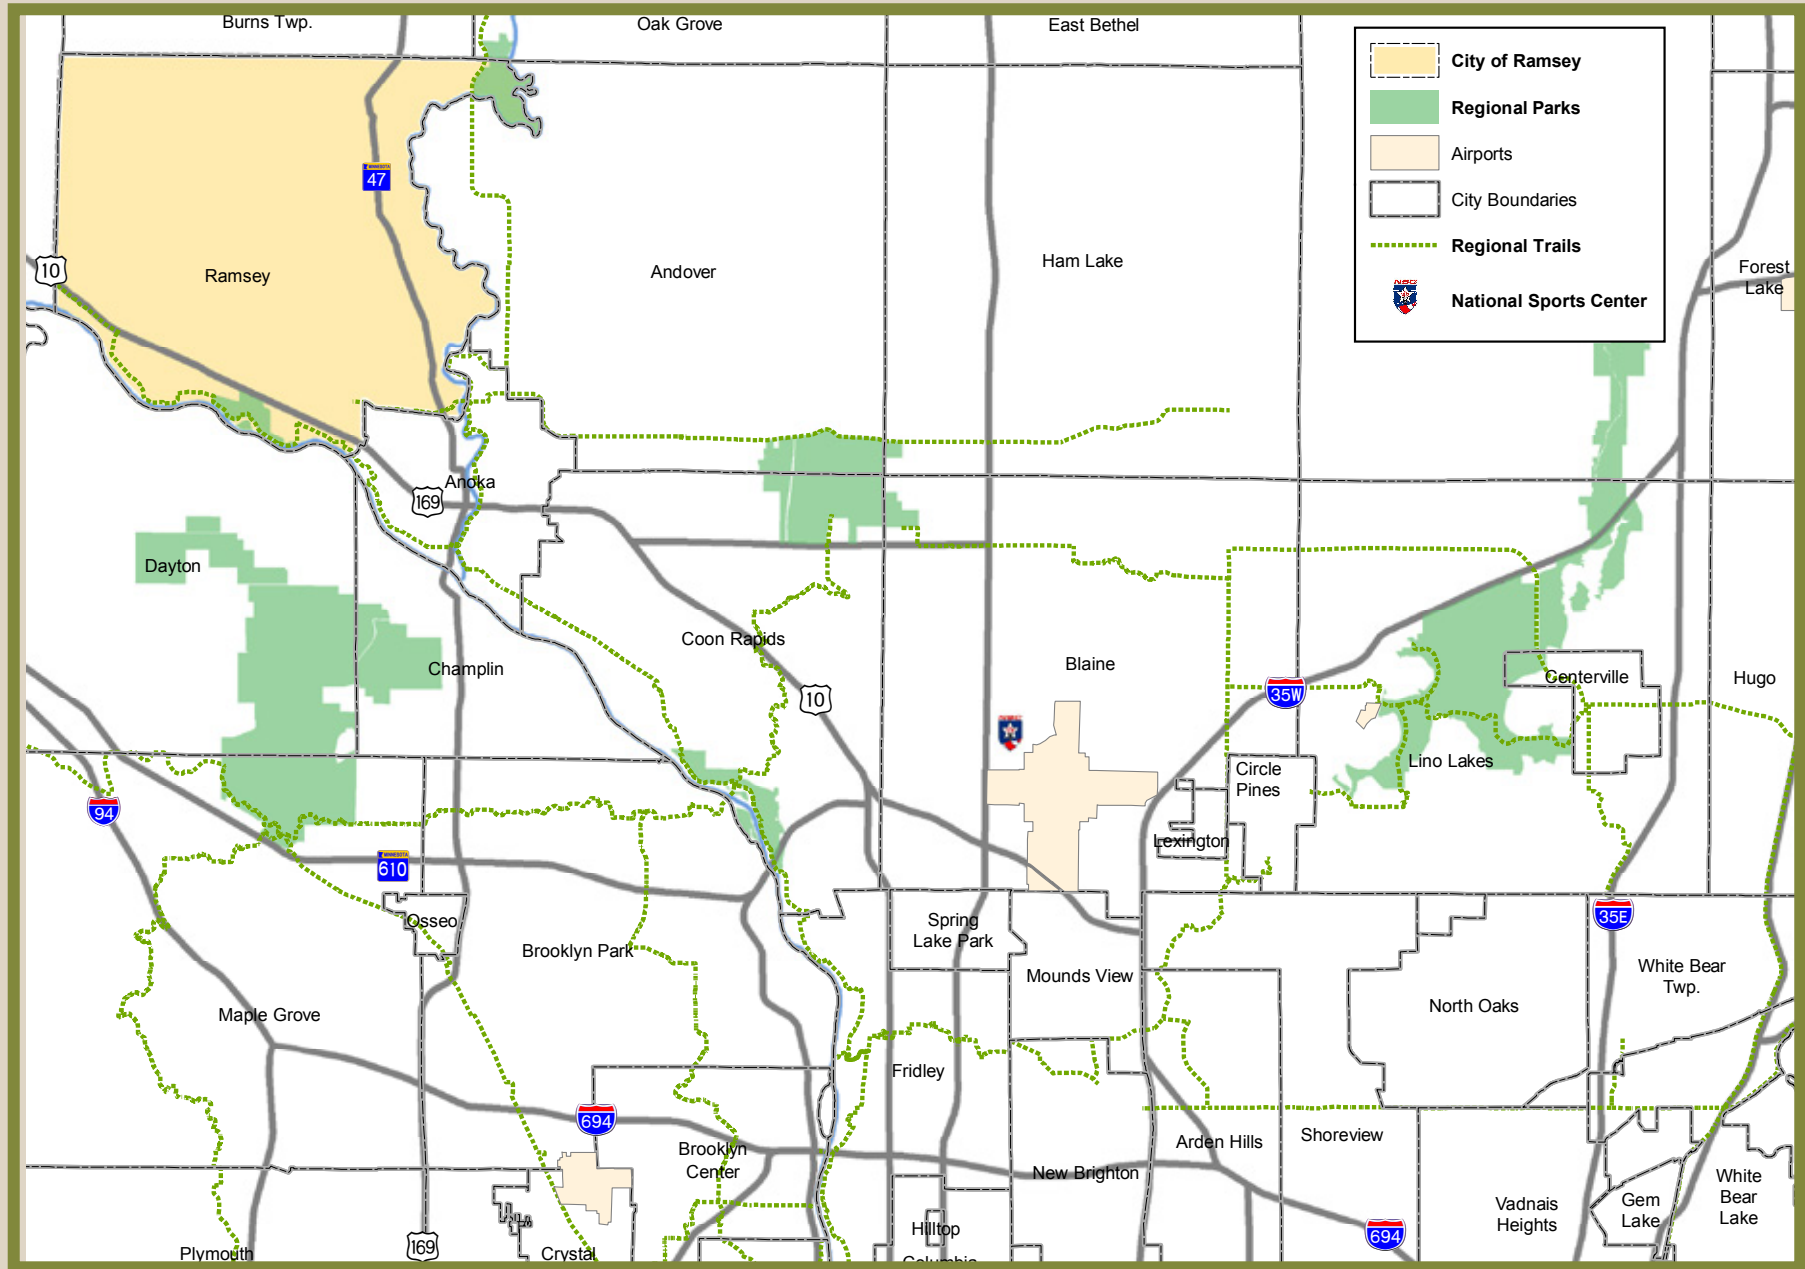 Burns Twp.
Oak Grove
East Bethel
City of Ramsey
Regional Parks
Airports
City Boundaries
Regional Trails
NSC
National Sports Center
MINNESOTA
47
10
Ramsey
Andover
Ham Lake
Forest
Lake
Anoka
169
Dayton
Coon Rapids
Champlin
Blaine
10
35W
Centerville
Hugo
Lino Lakes
Circle
Pines
94
Lexington
MINNESOTA
610
Osseo
Spring
Lake Park
35E
Brooklyn Park
Mounds View
White Bear
Twp.
Maple Grove
North Oaks
Fridley
694
Brooklyn
Center
Arden Hills
Shoreview
New Brighton
Vadnais
Heights
Gem
Lake
White
Bear
Lake
Hilltop
694
169
Plymouth
Crystal
Columbia